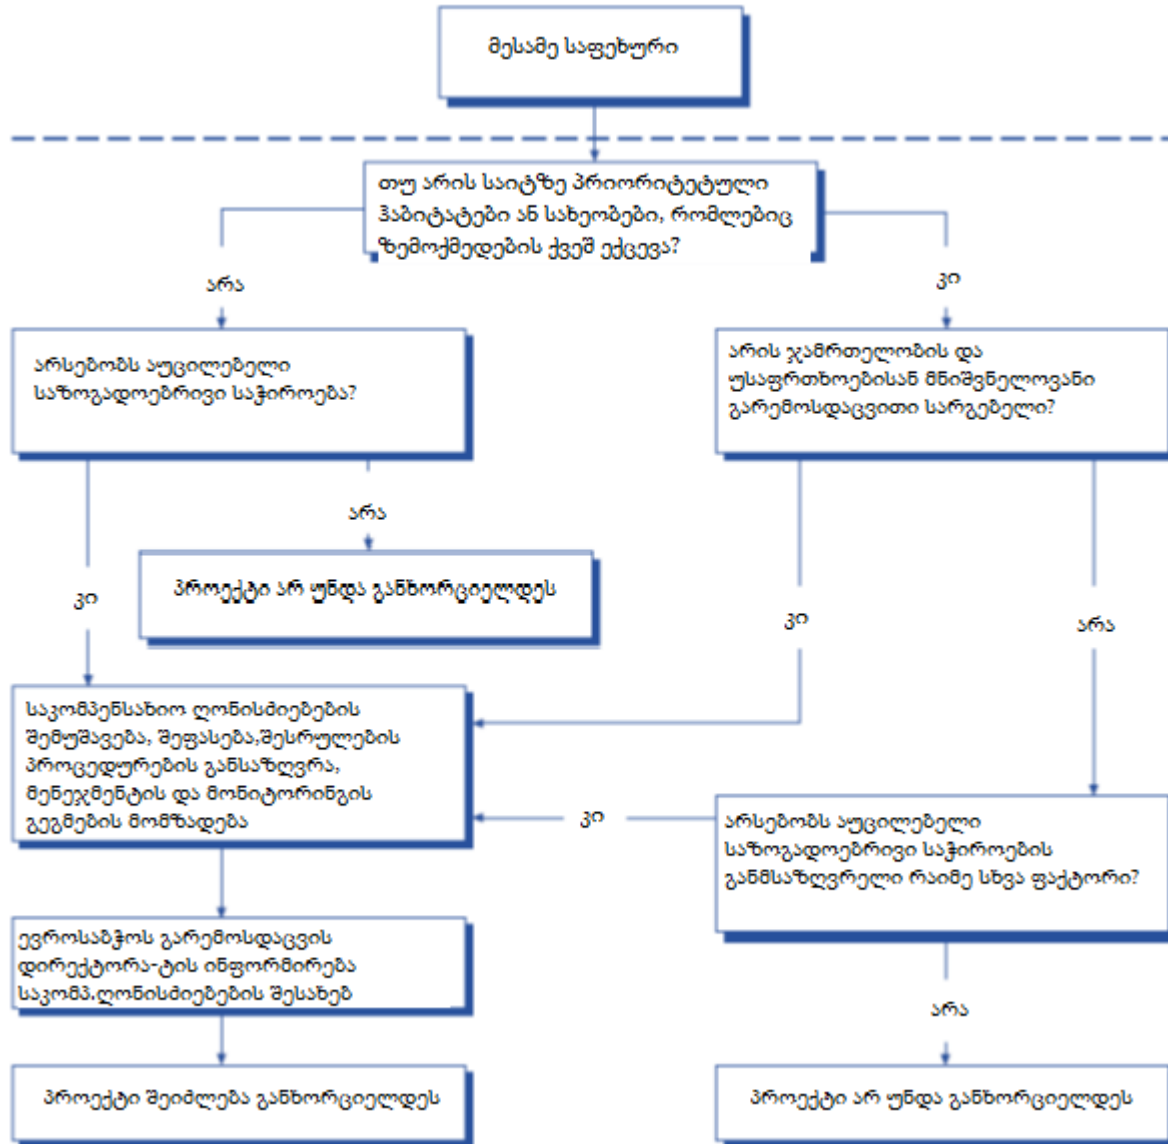 მესამე საფეხური
თუ არის საიტზე პრიორიტეტული
ჰაბიტატები ან სახეობები, რომლებიც
ზემოქმედების ქვეშ ექცევა?
არა
კი
არსებობს აუცილებელი
საზოგადოებრივი საჭიროება?
არის ჯამრთელობის და
უსაფრთხოებისან მნიშვნელოვანი
გარემოსდაცვითი სარგებელი?
არა
პროექტი არ უნდა განხორციელდეს
კი
კი
არა
საკომპენსახიო ღონისძიებების
შემუშავება, შეფასება,შესრულების
პროცედურების განსაზღვრა,
მენეჯმენტის და მონიტორინგის
გეგმების მომზადება
კი
არსებობს აუცილებელი
საზოგადოებრივი საჭიროების
განმსაზღვრელი რაიმე სხვა ფაქტორი?
ევროსაბჭოს გარემოსდაცვის
დირექტორა-ტის ინფორმირება
საკომპ.ღონისძიებების შესახებ
არა
პროექტი შეიძლება განხორციელდეს
პროექტი არ უნდა განხორციელდეს